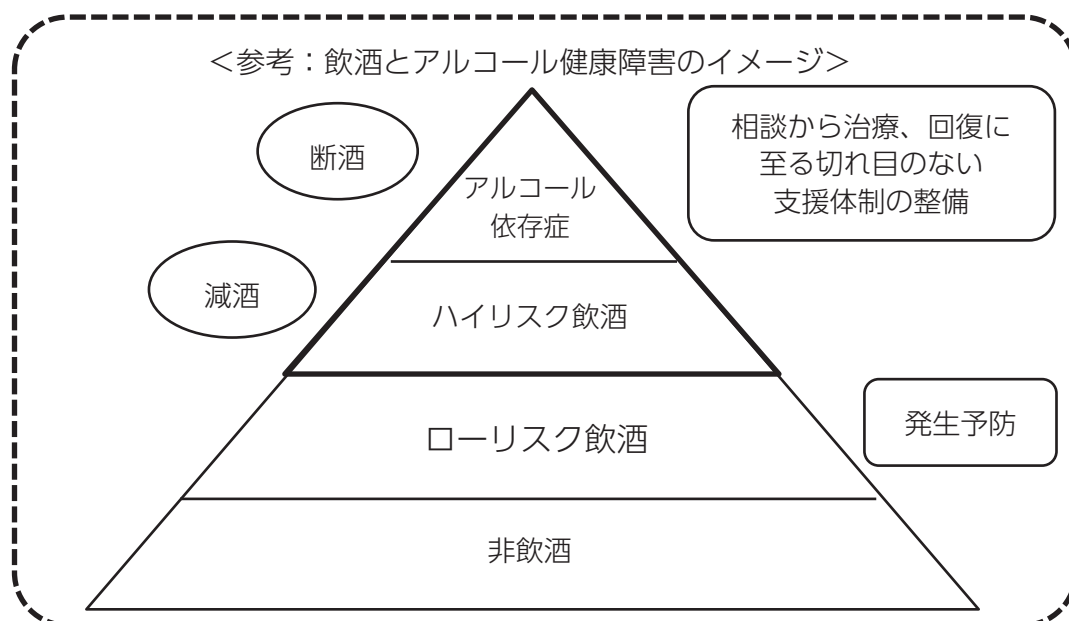 ＜参考：飲酒とアルコール健康障害のイメージ＞
断酒
相談から治療、回復に
至る切れ目のない
支援体制の整備
アルコール
依存症
減酒
ハイリスク飲酒
ローリスク飲酒
発生予防
非飲酒